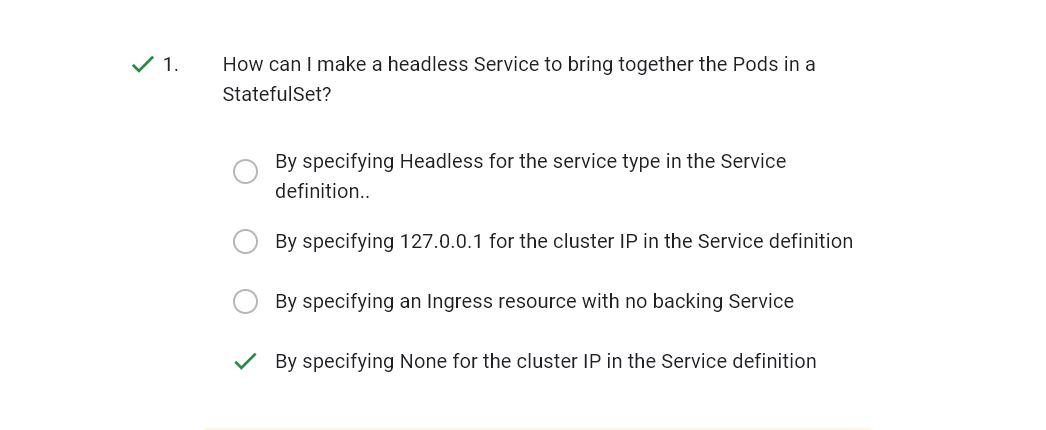 1. How can I make a headless Service to bring together the Pods in a
StatefulSet?
By specifying Headless for the service type in the Service
definition..
By specifying 127.0.0.1 for the cluster IP in the Service definition
By specifying an Ingress resource with no backing Service
By specifying None for the cluster IP in the Service definition